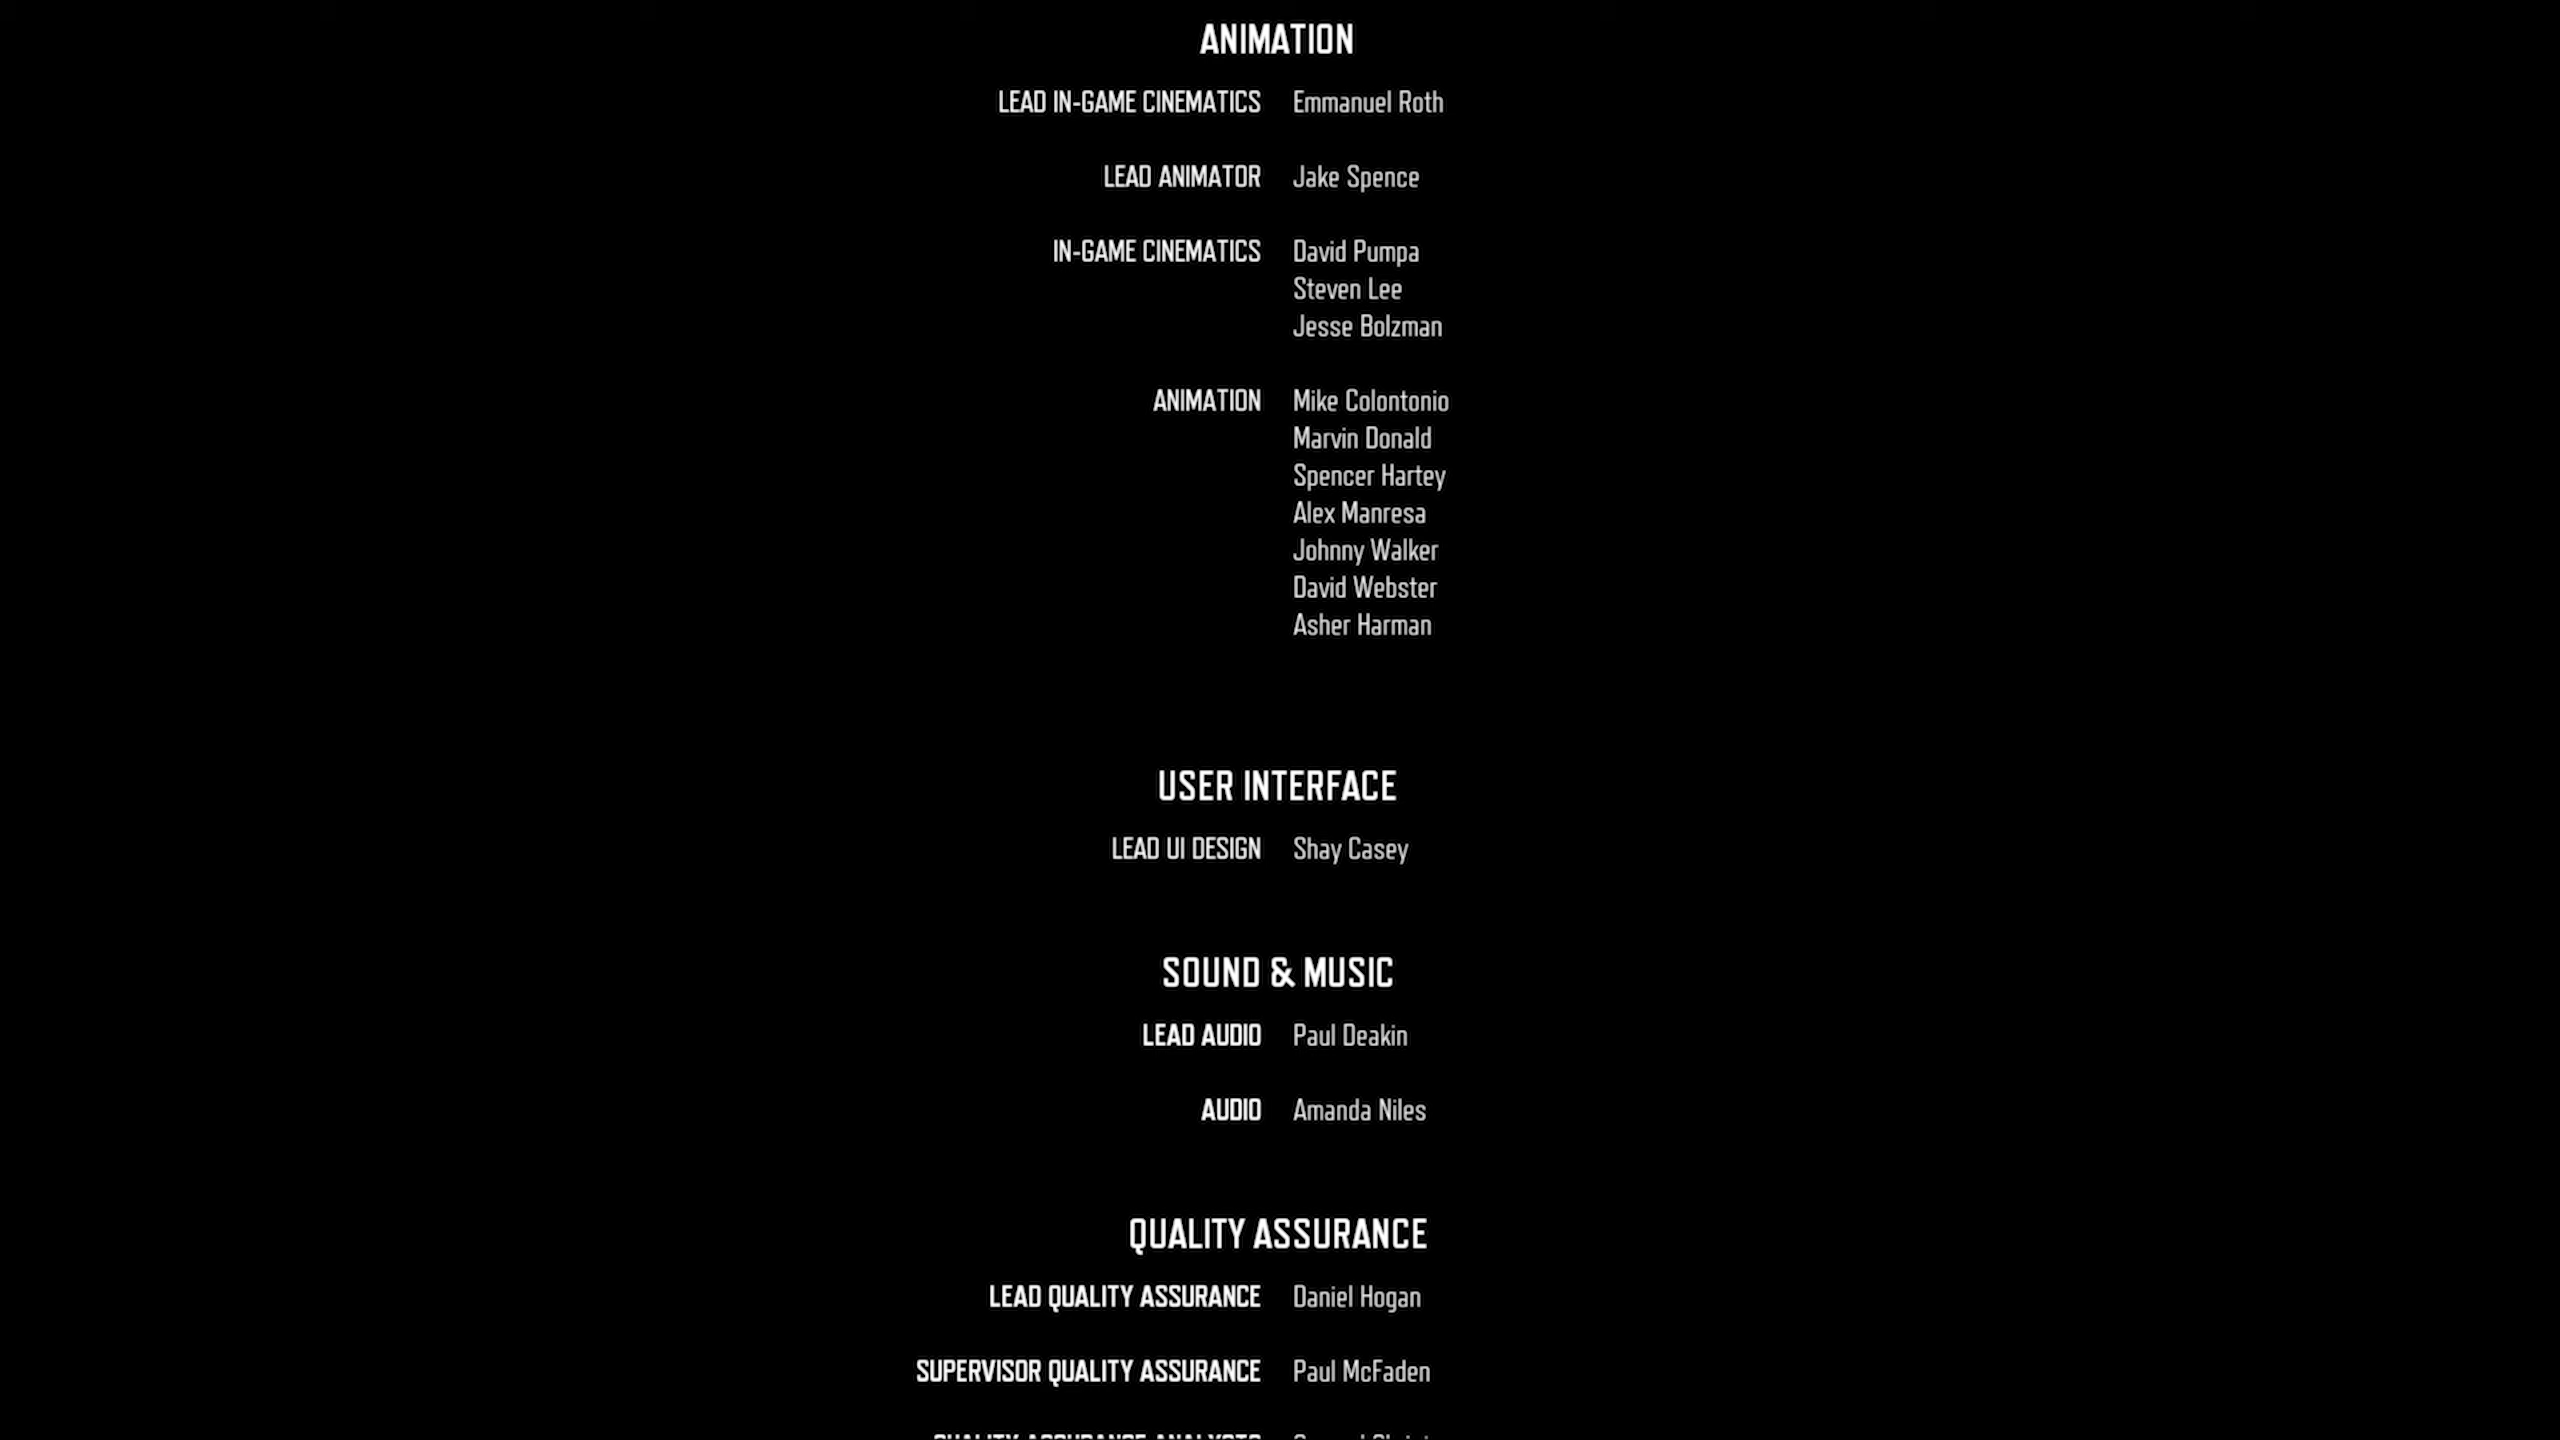 ANIMATION
LEAD IN-GAME CINEMATICS Emmanuel Roth
LEAD ANIMATOR Jake Spence
IN-GAME CINEMATICS David Pumpa
Steven Lee
Jesse Bolzman
ANIMATION Mike Colontonio
Marvin Donald
Spencer Hartey
Alex Manresa
Johnny Walker
David Webster
Asher Harman
USER INTERFACE
LEAD UI DESIGN Shay Casey
SOUND & MUSIC
LEAD AUDIO Paul Deakin
AUDIO Amanda Niles
QUALITY ASSURANCE
LEAD QUALITY ASSURANCE Daniel Hogan
SUPERVISOR QUALITY ASSURANCE Paul McFaden
QUALITY ASSURANCE ANALYSTS